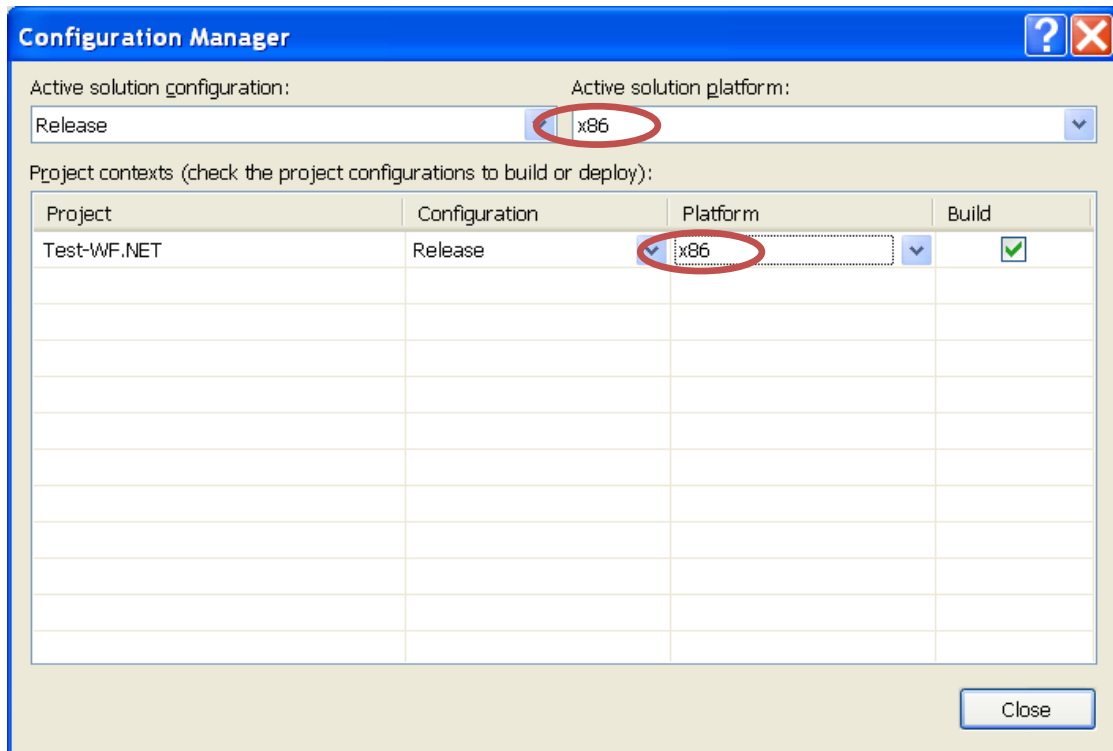 Configuration Manager
Active solution configuration: Active solution platform:
Release x86
Project contexts (check the project configurations to build or deploy):
Project Configuration Platform Build
Test-WF.NET Release x86
Close